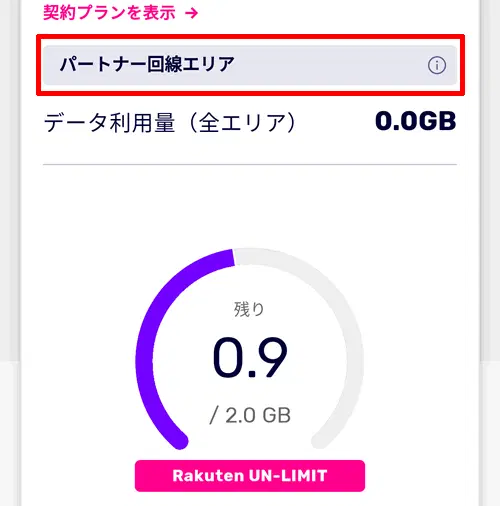 契約プランを表示 →
パートナー回線エリア
データ利用量（全エリア） 0.0GB
残り
0.9
/ 2.0 GB
Rakuten UN-LIMIT